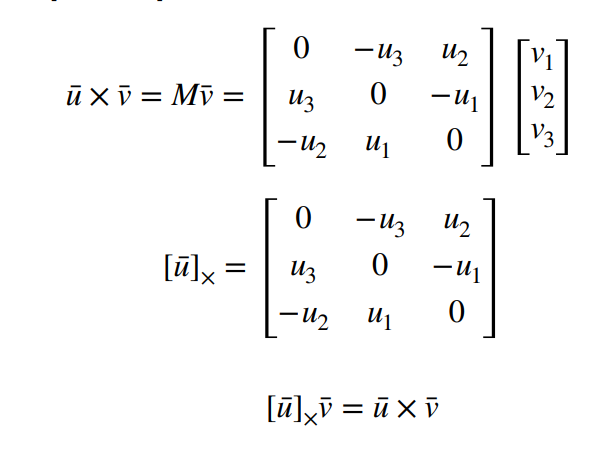 ū × v̄ = Mv̄ = [ 0 −u₃ u₂ ; u₃ 0 −u₁ ; −u₂ u₁ 0 ] [ v₁ ; v₂ ; v₃ ]
[ū]ₓ = [ 0 −u₃ u₂ ; u₃ 0 −u₁ ; −u₂ u₁ 0 ]
[ū]ₓv̄ = ū × v̄